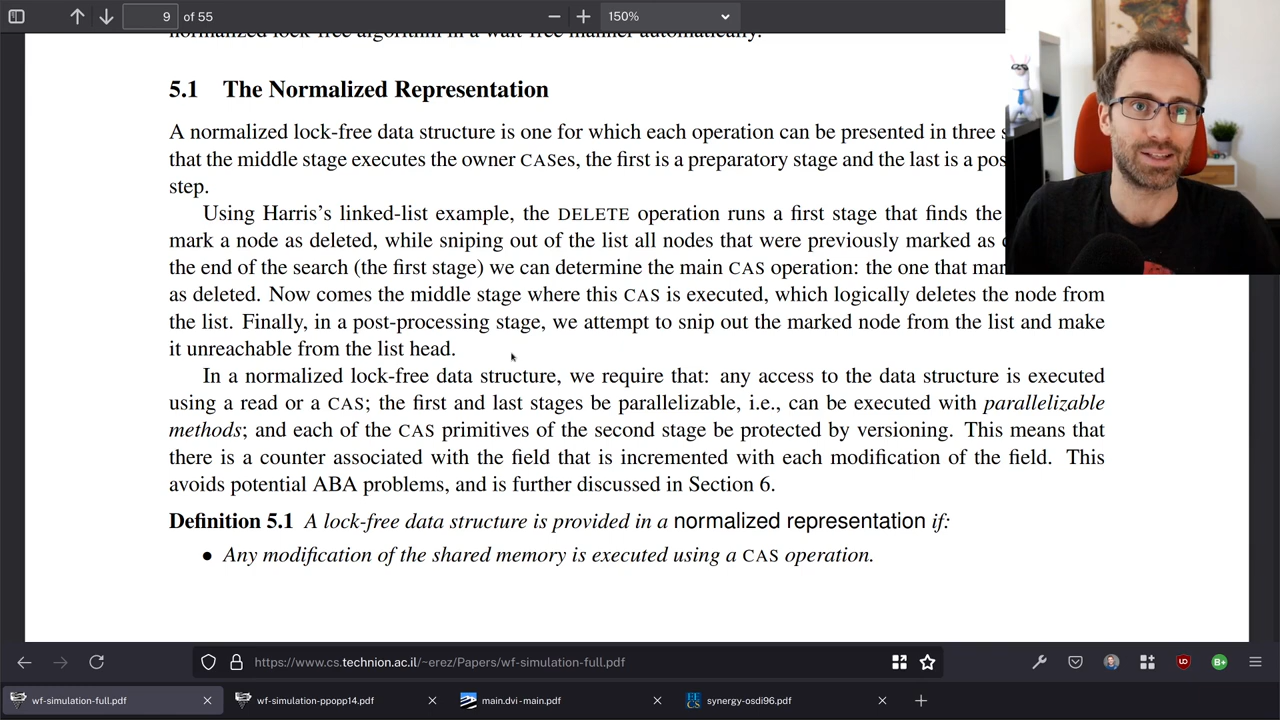 9 of 55
150%
normalized lock-free algorithm in a wait-free manner automatically.
5.1 The Normalized Representation
A normalized lock-free data structure is one for which each operation can be presented in three s
that the middle stage executes the owner CASes, the first is a preparatory stage and the last is a pos
step.
Using Harris's linked-list example, the DELETE operation runs a first stage that finds the
mark a node as deleted, while sniping out of the list all nodes that were previously marked as
the end of the search (the first stage) we can determine the main CAS operation: the one that mar
as deleted. Now comes the middle stage where this CAS is executed, which logically deletes the node from
the list. Finally, in a post-processing stage, we attempt to snip out the marked node from the list and make
it unreachable from the list head.
In a normalized lock-free data structure, we require that: any access to the data structure is executed
using a read or a CAS; the first and last stages be parallelizable, i.e., can be executed with parallelizable
methods; and each of the CAS primitives of the second stage be protected by versioning. This means that
there is a counter associated with the field that is incremented with each modification of the field. This
avoids potential ABA problems, and is further discussed in Section 6.
Definition 5.1 A lock-free data structure is provided in a normalized representation if:
• Any modification of the shared memory is executed using a CAS operation.
https://www.cs.technion.ac.il/~erez/Papers/wf-simulation-full.pdf
wf-simulation-full.pdf
wf-simulation-ppopp14.pdf
main.dvi - main.pdf
synergy-osdi96.pdf